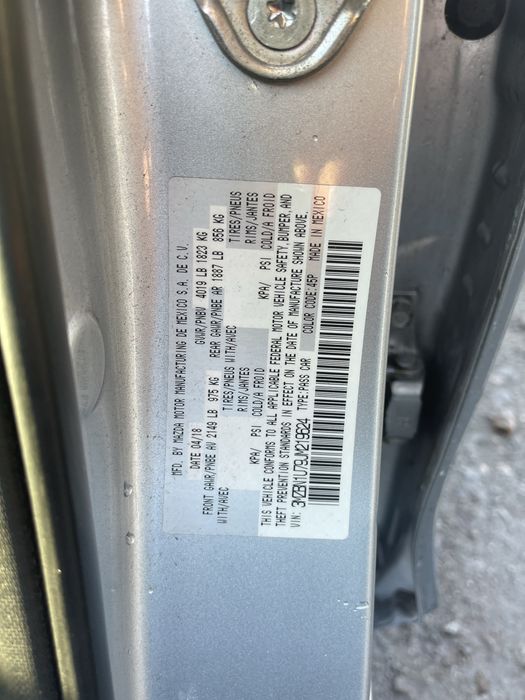 MFD. BY MAZDA MOTOR MANUFACTURING DE MEXICO S.A. DE C.V.
DATE 04/18 GVWR/PNBV 4019 LB 1823 KG
FRONT GAWR/PNBE AV 2149 LB 975 KG REAR GAWR/PNBE AR 1887 LB 856 KG
WITH/AVEC TIRES/PNEUS WITH/AVEC TIRES/PNEUS
RIMS/JANTES RIMS/JANTES
KPA/ PSI COLD/A FROID KPA/ PSI COLD/A FROID
THIS VEHICLE CONFORMS TO ALL APPLICABLE FEDERAL MOTOR VEHICLE SAFETY, BUMPER, AND
THEFT PREVENTION STANDARDS IN EFFECT ON THE DATE OF MANUFACTURE SHOWN ABOVE.
VIN: 3MZBN1U79JM219624 TYPE:PASS CAR COLOR CODE:45P MADE IN MEXICO